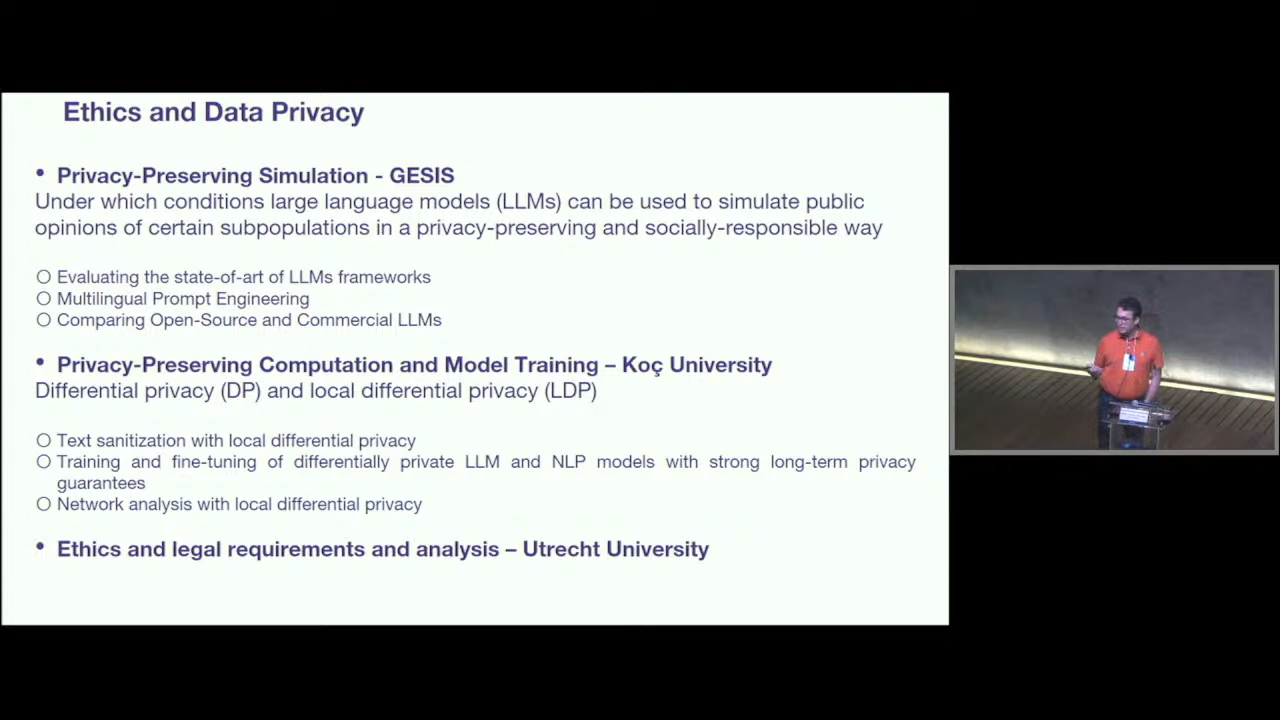 Ethics and Data Privacy
• Privacy-Preserving Simulation - GESIS
Under which conditions large language models (LLMs) can be used to simulate public
opinions of certain subpopulations in a privacy-preserving and socially-responsible way
○ Evaluating the state-of-art of LLMs frameworks
○ Multilingual Prompt Engineering
○ Comparing Open-Source and Commercial LLMs
• Privacy-Preserving Computation and Model Training – Koç University
Differential privacy (DP) and local differential privacy (LDP)
○ Text sanitization with local differential privacy
○ Training and fine-tuning of differentially private LLM and NLP models with strong long-term privacy
guarantees
○ Network analysis with local differential privacy
• Ethics and legal requirements and analysis – Utrecht University